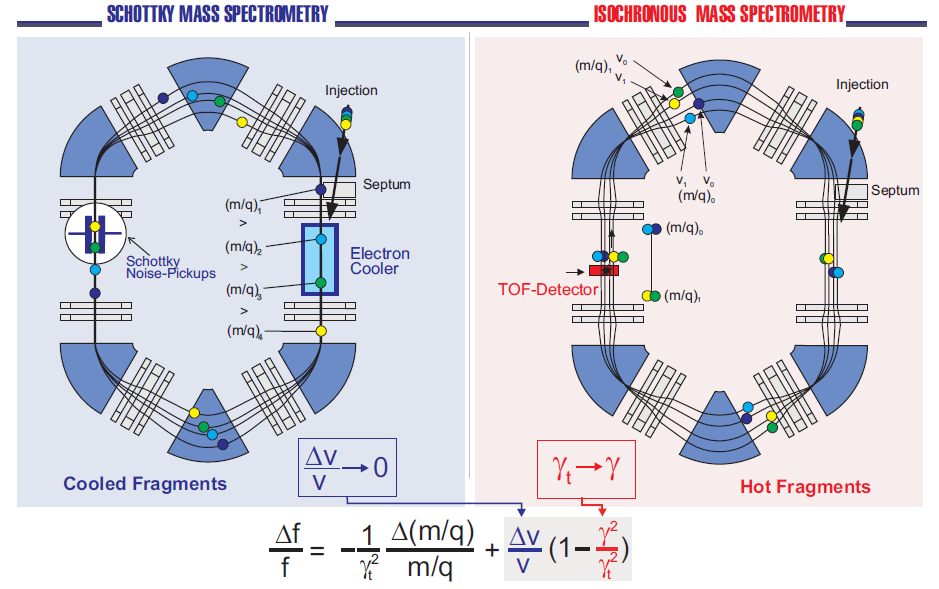 SCHOTTKY MASS SPECTROMETRY
ISOCHRONOUS MASS SPECTROMETRY
Injection
Septum
(m/q)₁
>
(m/q)₂
>
(m/q)₃
>
(m/q)₄
Electron
Cooler
Schottky
Noise-Pickups
Cooled Fragments
Δv/v → 0
(m/q)₁
v₀
v₁
v₁ v₀
(m/q)₀
Injection
Septum
(m/q)₀
TOF-Detector
(m/q)₁
γₜ → γ
Hot Fragments
Δf/f = −1/γₜ² Δ(m/q)/m/q + Δv/v (1−γ²/γₜ²)